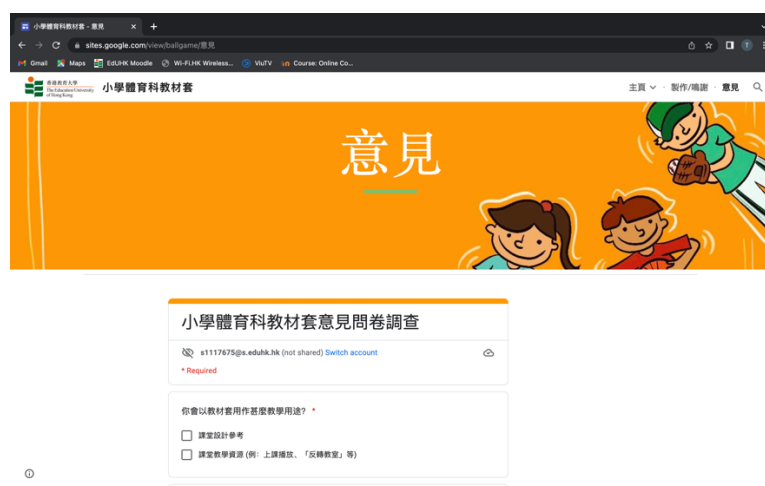 小學體育科教材套 - 意見
sites.google.com/view/ballgame/意見
Gmail Maps EdUHK Moodle Wi-Fi.HK Wireless... ViuTV Course: Online Co...
香港教育大學
The Education University
of Hong Kong
小學體育科教材套
主頁 製作/鳴謝 意見
意見
小學體育科教材套意見問卷調查
s1117675@s.eduhk.hk (not shared) Switch account
* Required
你會以教材套用作甚麼教學用途? *
課堂設計參考
課堂教學資源 (例: 上課播放、「反轉教室」等)